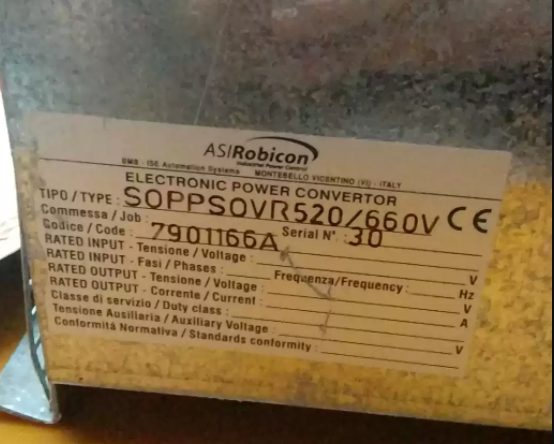 ASIRobicon
Industrial Power Control
SMB - ISE Automation Systems MONTEBELLO VICENTINO (VI) - ITALY
ELECTRONIC POWER CONVERTOR
TIPO / TYPE : SOPPSOVR520/660V CE
Commessa / Job : Serial N°. : 30
Codice / Code : 7901166A
RATED INPUT - Tensione / Voltage : V
RATED INPUT - Fasi / Phases : Frequenza/Frequency : Hz
RATED OUTPUT - Tensione / Voltage : V
RATED OUTPUT - Corrente / Current : A
Classe di servizio / Duty class :
Tensione Ausiliaria / Auxiliary Voltage : V
Conformità Normativa / Standards conformity :